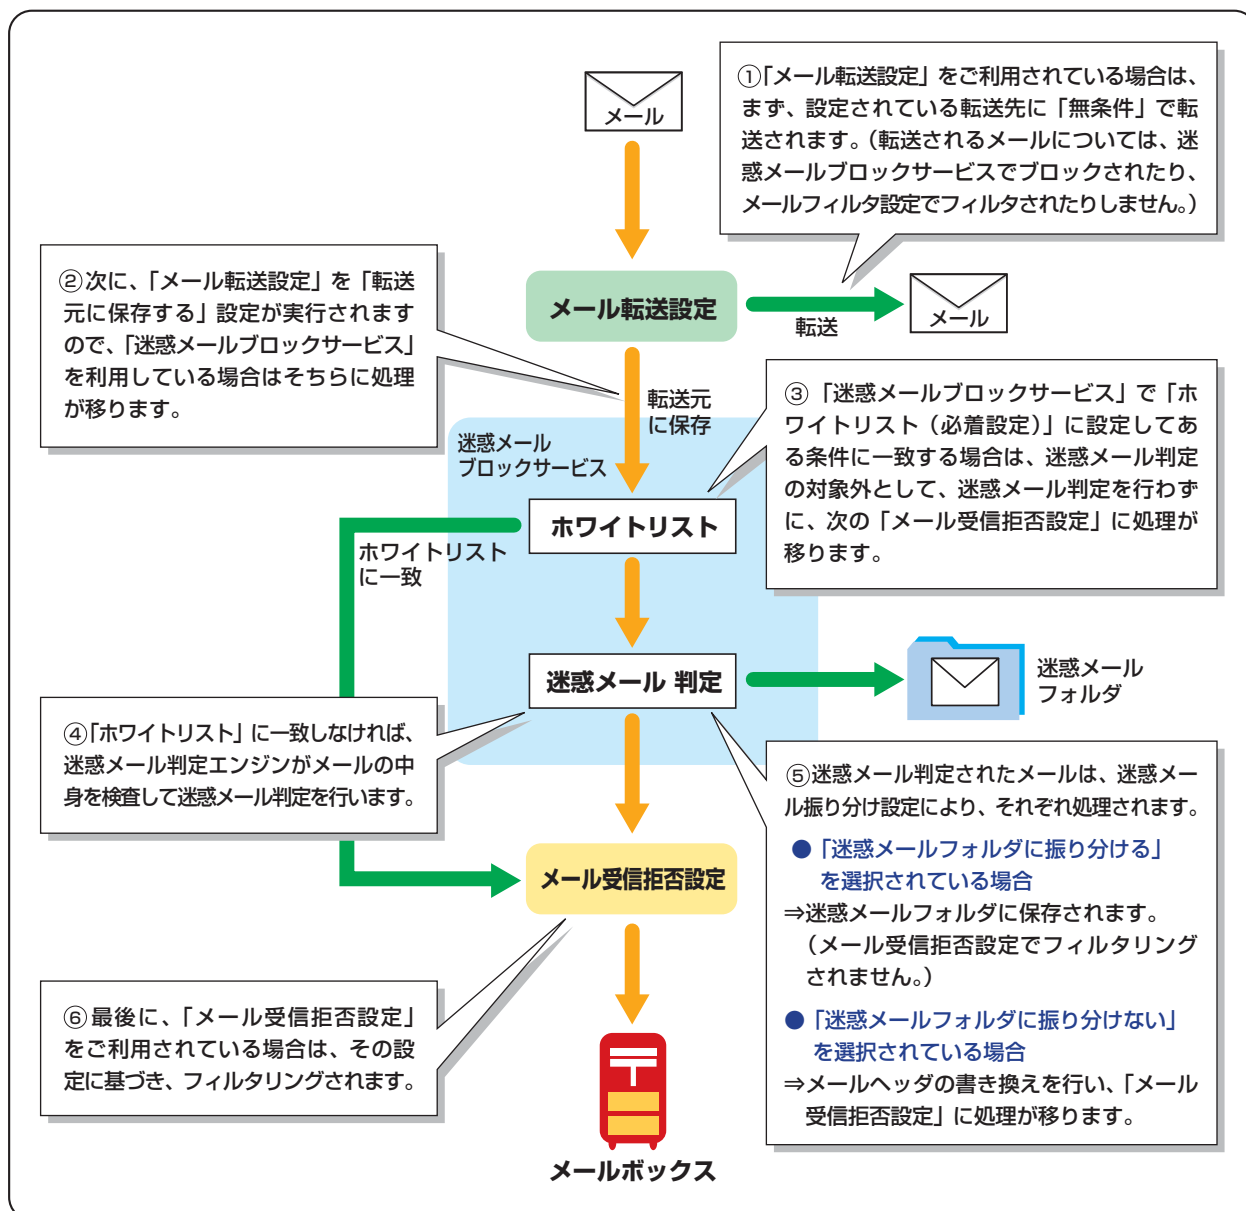 メール
①「メール転送設定」をご利用されている場合は、
まず、設定されている転送先に「無条件」で転
送されます。（転送されるメールについては、迷
惑メールブロックサービスでブロックされたり、
メールフィルタ設定でフィルタされたりしません。）
②次に、「メール転送設定」を「転送
元に保存する」設定が実行されます
ので、「迷惑メールブロックサービス」
を利用している場合はそちらに処理
が移ります。
メール転送設定
転送
メール
転送元
に保存
迷惑メール
ブロックサービス
③「迷惑メールブロックサービス」で「ホ
ワイトリスト（必着設定）」に設定してあ
る条件に一致する場合は、迷惑メール判定
の対象外として、迷惑メール判定を行わず
に、次の「メール受信拒否設定」に処理が
移ります。
ホワイトリスト
ホワイトリスト
に一致
迷惑メール 判定
迷惑メール
フォルダ
④「ホワイトリスト」に一致しなければ、
迷惑メール判定エンジンがメールの中
身を検査して迷惑メール判定を行います。
⑤迷惑メール判定されたメールは、迷惑メー
ル振り分け設定により、それぞれ処理されます。
●「迷惑メールフォルダに振り分ける」
を選択されている場合
⇒迷惑メールフォルダに保存されます。
（メール受信拒否設定でフィルタリング
されません。）
●「迷惑メールフォルダに振り分けない」
を選択されている場合
⇒メールヘッダの書き換えを行い、「メール
受信拒否設定」に処理が移ります。
メール受信拒否設定
⑥最後に、「メール受信拒否設定」
をご利用されている場合は、その設
定に基づき、フィルタリングされます。
メールボックス